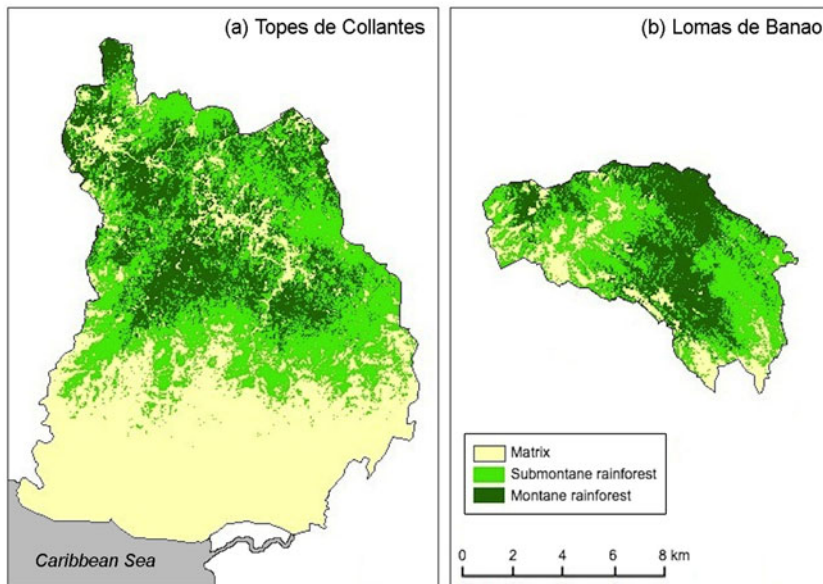 (a) Topes de Collantes
(b) Lomas de Banao
Matrix
Submontane rainforest
Montane rainforest
Caribbean Sea
0 2 4 6 8 km